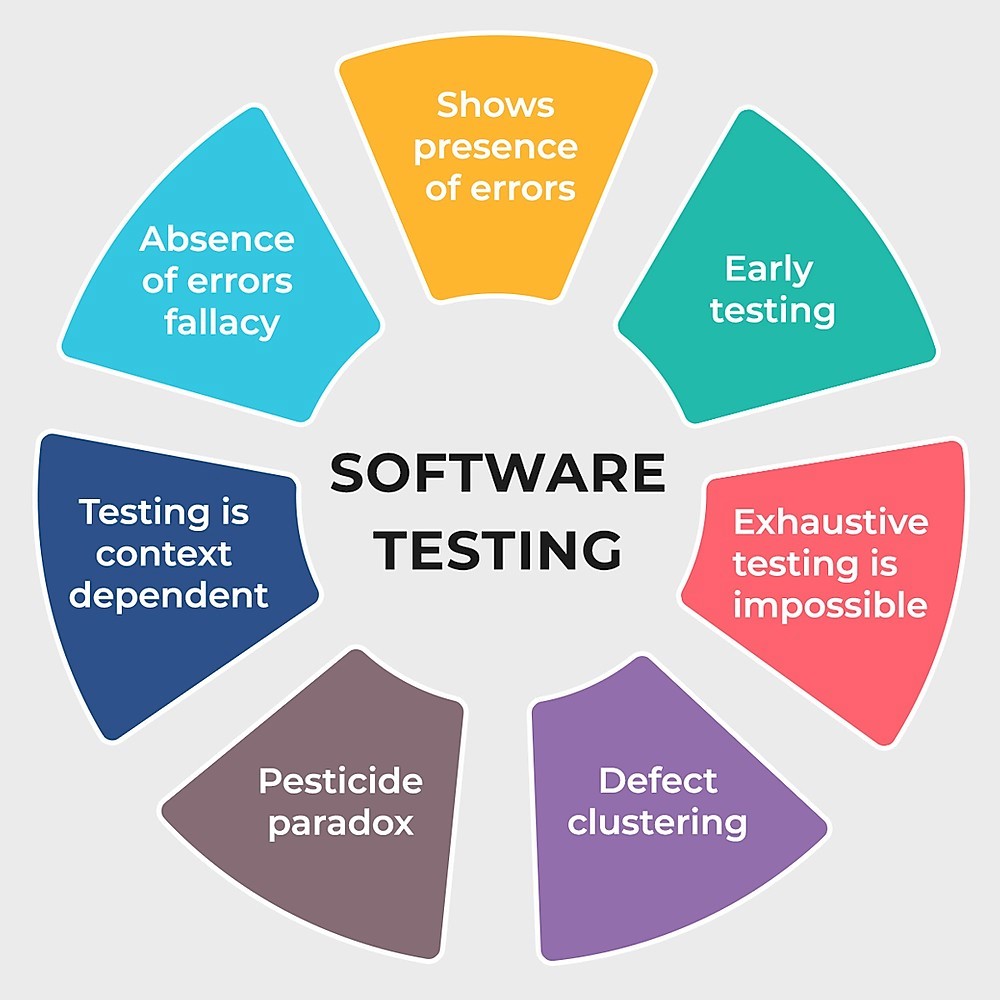 Shows
presence
of errors
Early
testing
Exhaustive
testing is
impossible
Defect
clustering
Pesticide
paradox
Testing is
context
dependent
Absence
of errors
fallacy
SOFTWARE
TESTING